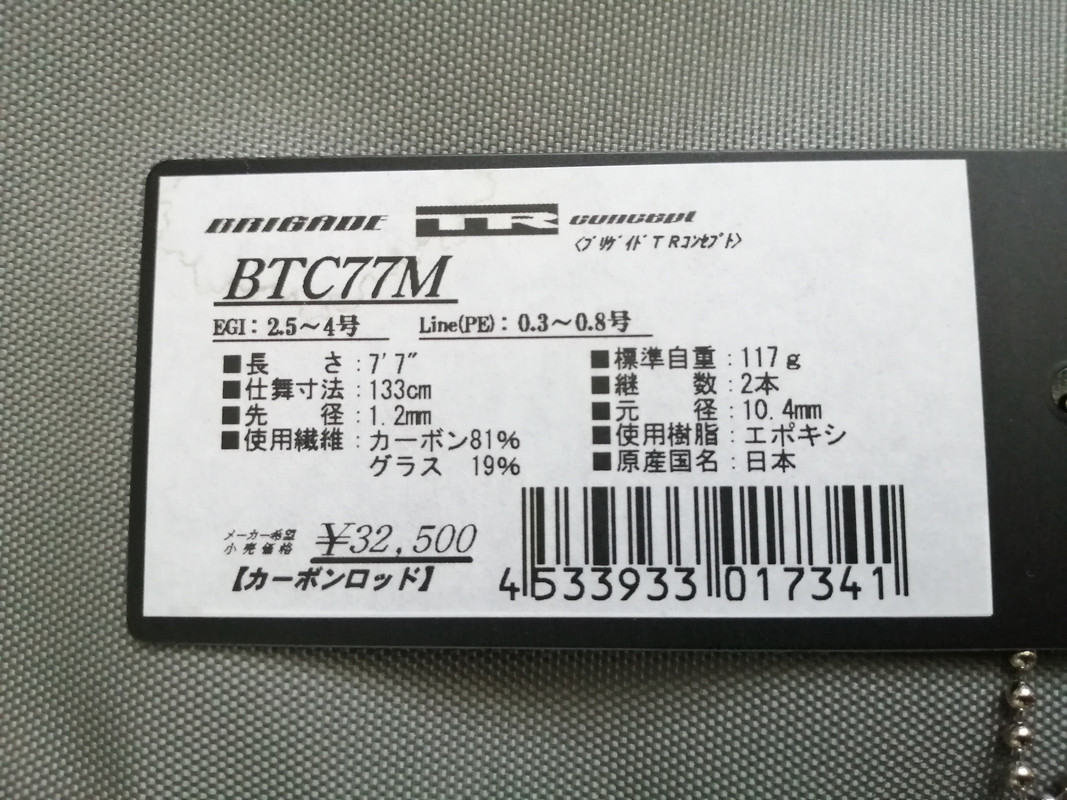 BRIGADE TR concept
〈ブリゲイドTRコンセプト〉
BTC77M
EGI：2.5～4号 Line(PE)：0.3～0.8号
■長　さ：7'7" ■標準自重：117g
■仕舞寸法：133cm ■継　数：2本
■先　径：1.2mm ■元　径：10.4mm
■使用繊維：カーボン81% ■使用樹脂：エポキシ
グラス 19% ■原産国名：日本
メーカー希望
小売価格 ¥32,500
【カーボンロッド】
4 533933 017341